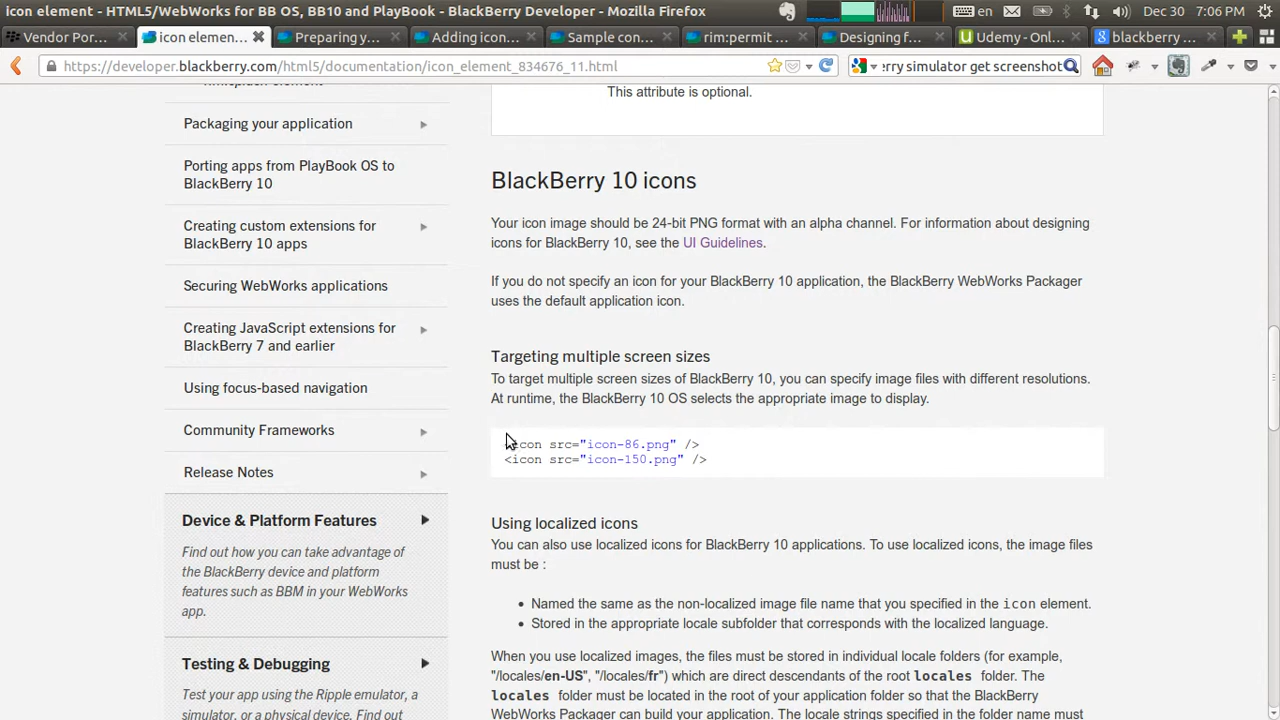 icon element - HTML5/WebWorks for BB OS, BB10 and PlayBook - BlackBerry Developer - Mozilla Firefox
en
Dec 30 7:06 PM
Vendor Por...
icon elemen...
Preparing y...
Adding icon...
Sample con...
rim:permit ...
Designing f...
Udemy - Onl...
blackberry ...
https://developer.blackberry.com/html5/documentation/icon_element_834676_11.html
rry simulator get screenshot
This attribute is optional.
Packaging your application
Porting apps from PlayBook OS to
BlackBerry 10
Creating custom extensions for
BlackBerry 10 apps
Securing WebWorks applications
Creating JavaScript extensions for
BlackBerry 7 and earlier
Using focus-based navigation
Community Frameworks
Release Notes
Device & Platform Features
Find out how you can take advantage of
the BlackBerry device and platform
features such as BBM in your WebWorks
app.
Testing & Debugging
Test your app using the Ripple emulator, a
simulator, or a physical device. Find out
BlackBerry 10 icons
Your icon image should be 24-bit PNG format with an alpha channel. For information about designing
icons for BlackBerry 10, see the UI Guidelines.
If you do not specify an icon for your BlackBerry 10 application, the BlackBerry WebWorks Packager
uses the default application icon.
Targeting multiple screen sizes
To target multiple screen sizes of BlackBerry 10, you can specify image files with different resolutions.
At runtime, the BlackBerry 10 OS selects the appropriate image to display.
<icon src="icon-86.png" />
<icon src="icon-150.png" />
Using localized icons
You can also use localized icons for BlackBerry 10 applications. To use localized icons, the image files
must be :
• Named the same as the non-localized image file name that you specified in the icon element.
• Stored in the appropriate locale subfolder that corresponds with the localized language.
When you use localized images, the files must be stored in individual locale folders (for example,
"/locales/en-US", "/locales/fr") which are direct descendants of the root locales folder. The
locales folder must be located in the root of your application folder so that the BlackBerry
WebWorks Packager can build your application. The locale strings specified in the folder name must